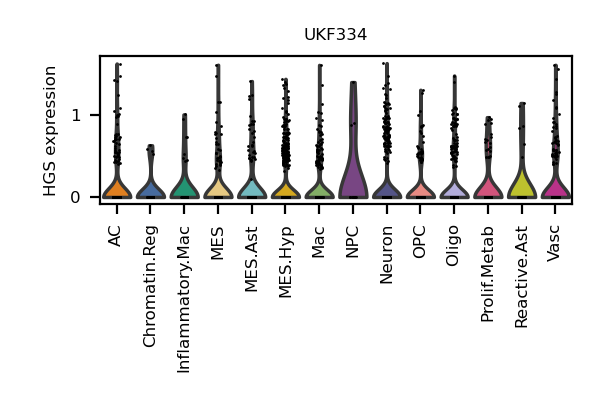 UKF334
HGS expression
1
0
AC
Chromatin.Reg
Inflammatory.Mac
MES
MES.Ast
MES.Hyp
Mac
NPC
Neuron
OPC
Oligo
Prolif.Metab
Reactive.Ast
Vasc